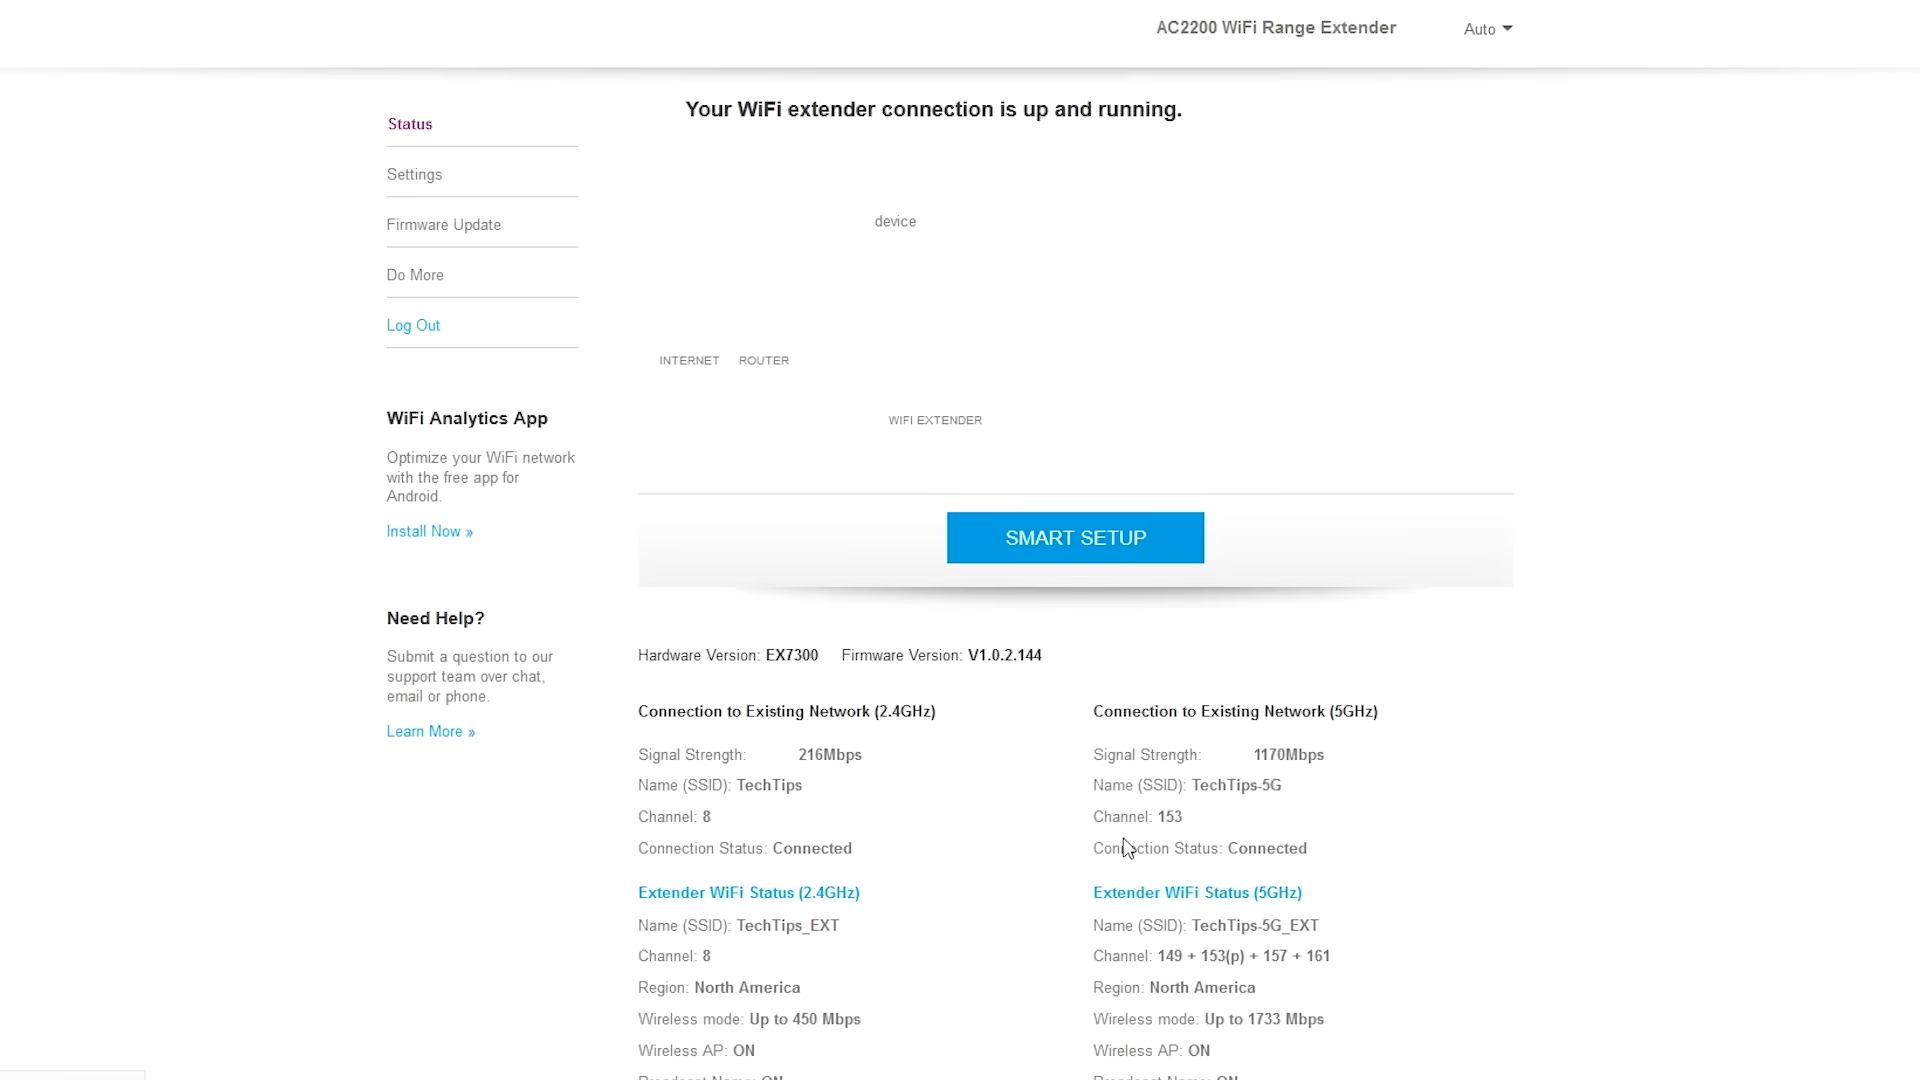 AC2200 WiFi Range Extender
Auto
Your WiFi extender connection is up and running.
Status
Settings
Firmware Update
Do More
Log Out
device
INTERNET ROUTER
WIFI EXTENDER
WiFi Analytics App
Optimize your WiFi network
with the free app for
Android.
Install Now »
SMART SETUP
Need Help?
Submit a question to our
support team over chat,
email or phone.
Learn More »
Hardware Version: EX7300 Firmware Version: V1.0.2.144
Connection to Existing Network (2.4GHz)
Signal Strength: 216Mbps
Name (SSID): TechTips
Channel: 8
Connection Status: Connected
Extender WiFi Status (2.4GHz)
Name (SSID): TechTips_EXT
Channel: 8
Region: North America
Wireless mode: Up to 450 Mbps
Wireless AP: ON
Connection to Existing Network (5GHz)
Signal Strength: 1170Mbps
Name (SSID): TechTips-5G
Channel: 153
Connection Status: Connected
Extender WiFi Status (5GHz)
Name (SSID): TechTips-5G_EXT
Channel: 149 + 153(p) + 157 + 161
Region: North America
Wireless mode: Up to 1733 Mbps
Wireless AP: ON